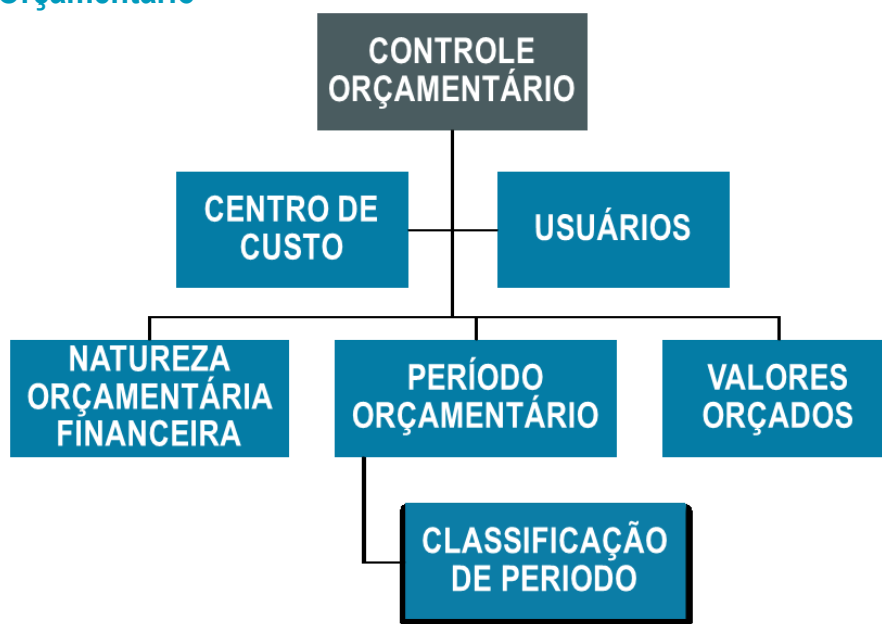 CONTROLE
ORÇAMENTÁRIO
CENTRO DE
CUSTO
USUÁRIOS
NATUREZA
ORÇAMENTÁRIA
FINANCEIRA
PERÍODO
ORÇAMENTÁRIO
VALORES
ORÇADOS
CLASSIFICAÇÃO
DE PERIODO